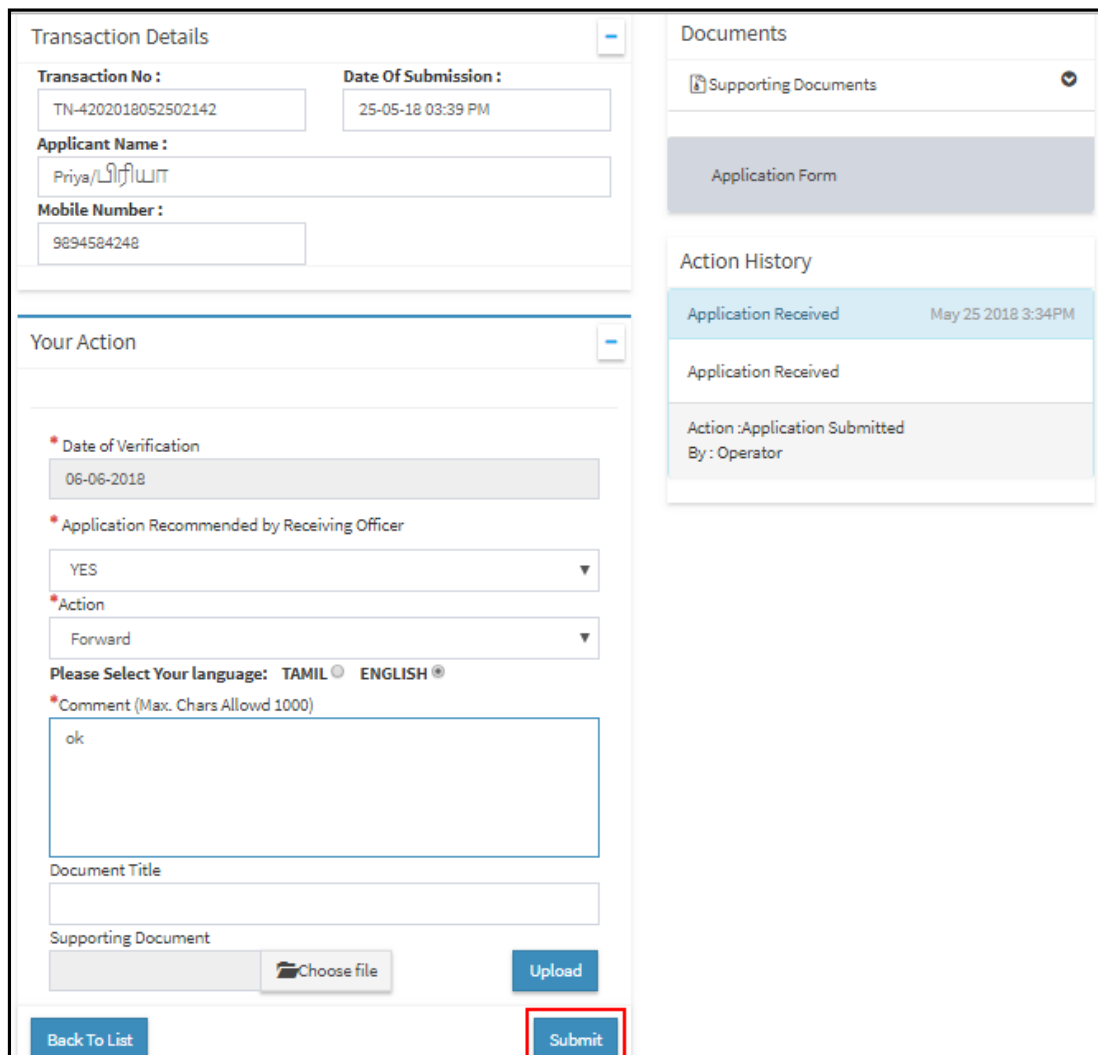 Transaction Details
Transaction No :
Date Of Submission :
TN-4202018052502142
25-05-18 03:39 PM
Applicant Name :
Priya/பிரியா
Mobile Number :
9894584248
Your Action
* Date of Verification
06-06-2018
* Application Recommended by Receiving Officer
YES
*Action
Forward
Please Select Your language: TAMIL ENGLISH
*Comment (Max. Chars Allowd 1000)
ok
Document Title
Supporting Document
Choose file
Upload
Back To List
Submit
Documents
Supporting Documents
Application Form
Action History
Application Received May 25 2018 3:34PM
Application Received
Action :Application Submitted
By : Operator